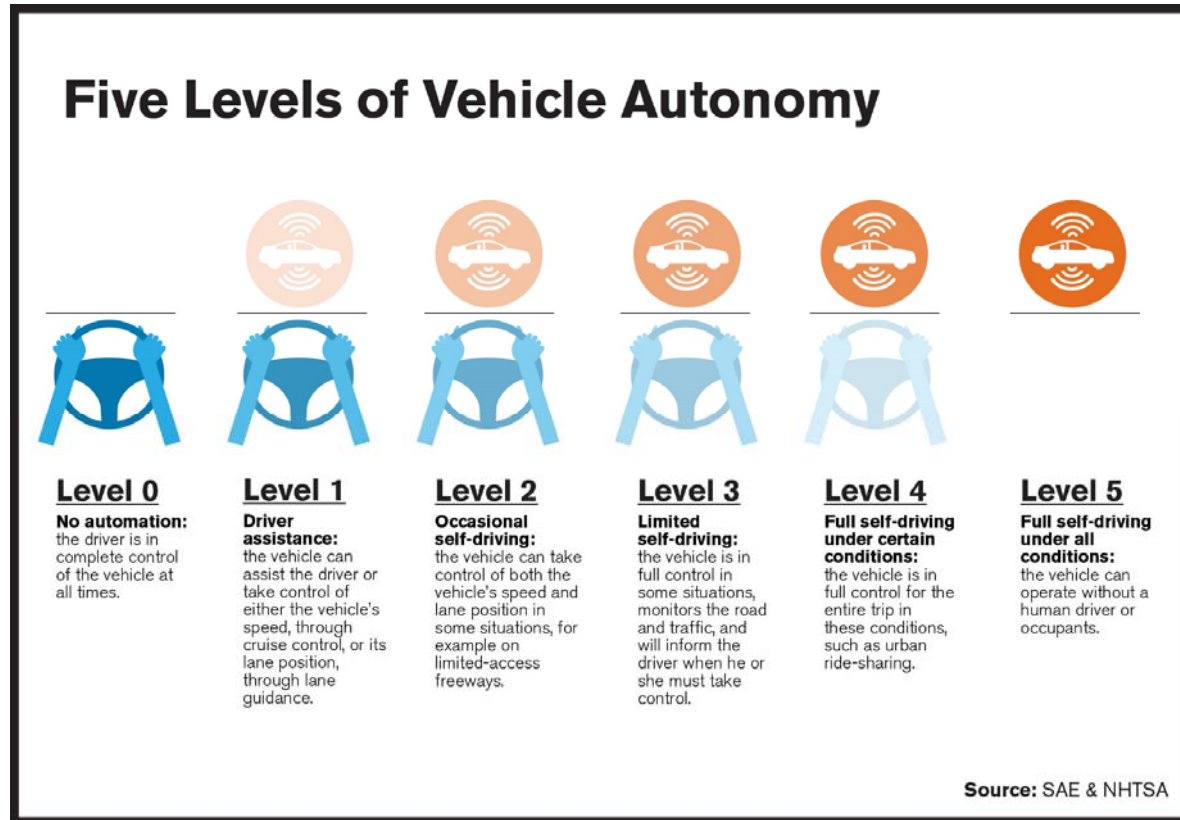 Five Levels of Vehicle Autonomy
Level 0
No automation:
the driver is in
complete control
of the vehicle at
all times.
Level 1
Driver
assistance:
the vehicle can
assist the driver or
take control of
either the vehicle's
speed, through
cruise control, or its
lane position,
through lane
guidance.
Level 2
Occasional
self-driving:
the vehicle can take
control of both the
vehicle's speed and
lane position in
some situations, for
example on
limited-access
freeways.
Level 3
Limited
self-driving:
the vehicle is in
full control in
some situations,
monitors the road
and traffic, and
will inform the
driver when he or
she must take
control.
Level 4
Full self-driving
under certain
conditions:
the vehicle is in
full control for the
entire trip in
these conditions,
such as urban
ride-sharing.
Level 5
Full self-driving
under all
conditions:
the vehicle can
operate without a
human driver or
occupants.
Source: SAE & NHTSA